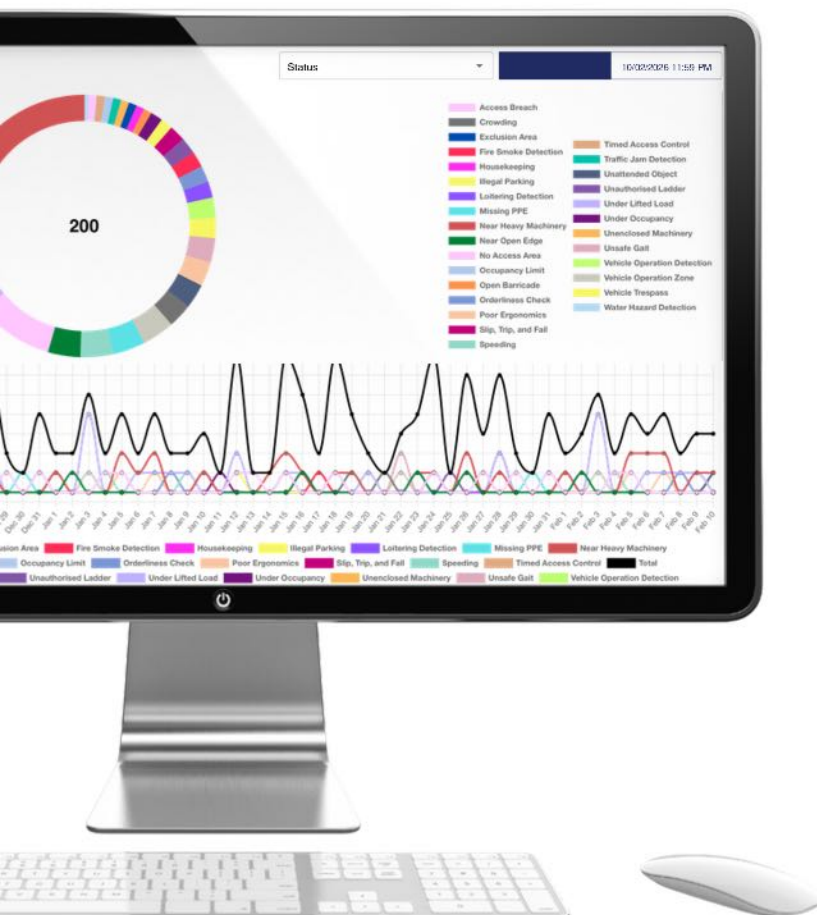 Status
10/02/2026 11:59 PM
200
Access Breach
Crowding
Exclusion Area
Fire Smoke Detection
Housekeeping
Illegal Parking
Loitering Detection
Missing PPE
Near Heavy Machinery
Near Open Edge
No Access Area
Occupancy Limit
Open Barricade
Orderliness Check
Poor Ergonomics
Slip, Trip, and Fall
Speeding
Timed Access Control
Traffic Jam Detection
Unattended Object
Unauthorised Ladder
Under Lifted Load
Under Occupancy
Unenclosed Machinery
Unsafe Gait
Vehicle Operation Detection
Vehicle Operation Zone
Vehicle Trespass
Water Hazard Detection
29 Dec 30 Dec 31 Jan 1 Jan 2 Jan 3 Jan 4 Jan 5 Jan 6 Jan 7 Jan 8 Jan 9 Jan 10 Jan 11 Jan 12 Jan 13 Jan 14 Jan 15 Jan 16 Jan 17 Jan 18 Jan 19 Jan 20 Jan 21 Jan 22 Jan 23 Jan 24 Jan 25 Jan 26 Jan 27 Jan 28 Jan 29 Jan 30 Jan 31 Feb 1 Feb 2 Feb 3 Feb 4 Feb 5 Feb 6 Feb 7 Feb 8 Feb 9 Feb 10
usion Area Fire Smoke Detection Housekeeping Illegal Parking Loitering Detection Missing PPE Near Heavy Machinery
Occupancy Limit Orderliness Check Poor Ergonomics Slip, Trip, and Fall Speeding Timed Access Control Total
Unauthorised Ladder Under Lifted Load Under Occupancy Unenclosed Machinery Unsafe Gait Vehicle Operation Detection